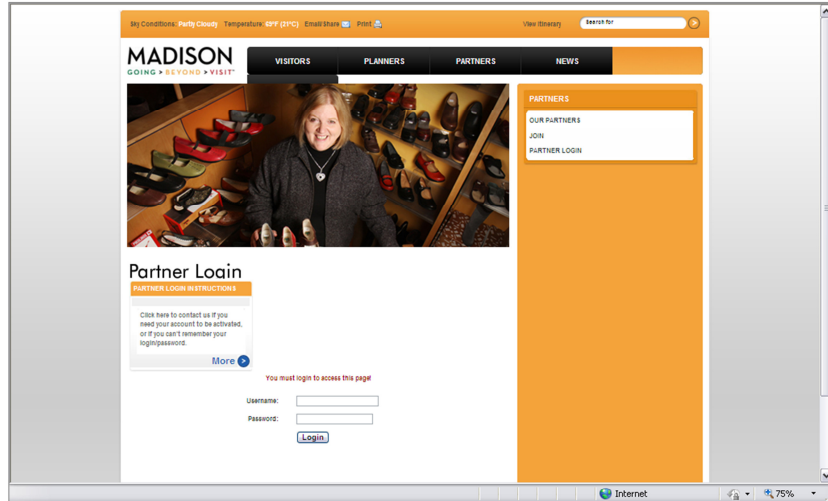 Sky Conditions: Partly Cloudy Temperature: 69°F (21°C) Email/Share Print View Itinerary Search for
MADISON
GOING > BEYOND > VISIT
VISITORS PLANNERS PARTNERS NEWS
PARTNERS
OUR PARTNERS
JOIN
PARTNER LOGIN
Partner Login
PARTNER LOGIN INSTRUCTIONS
Click here to contact us if you
need your account to be activated,
or if you can't remember your
login/password.
More
You must login to access this page!
Username:
Password:
Login
Internet 75%